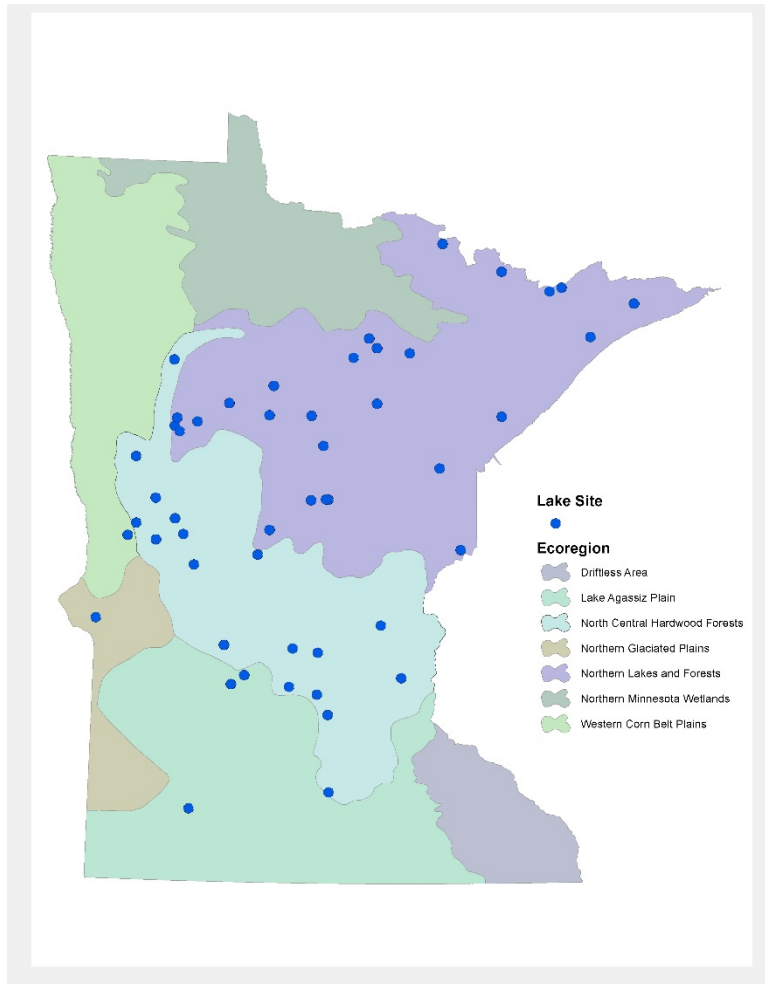 Lake Site
Ecoregion
Driftless Area
Lake Agassiz Plain
North Central Hardwood Forests
Northern Glaciated Plains
Northern Lakes and Forests
Northern Minnesota Wetlands
Western Corn Belt Plains